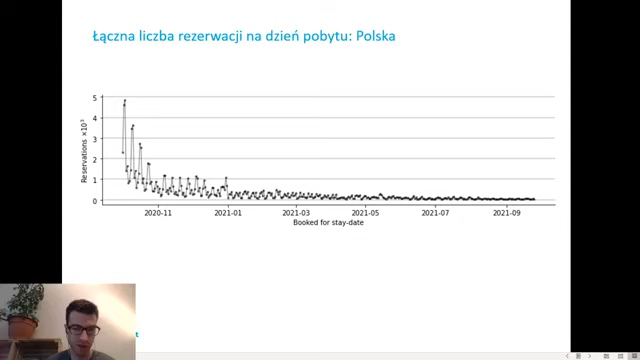 Łączna liczba rezerwacji na dzień pobytu: Polska
5
4
3
2
1
0
Reservations ×10³
2020-11 2021-01 2021-03 2021-05 2021-07 2021-09
Booked for stay-date
t